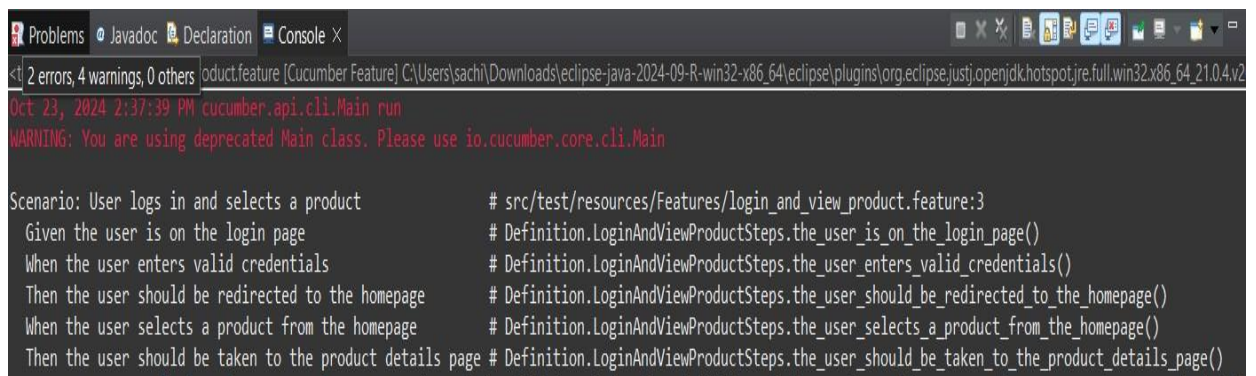 Problems @ Javadoc Declaration Console ×
2 errors, 4 warnings, 0 others oduct.feature [Cucumber Feature] C:\Users\sachi\Downloads\eclipse-java-2024-09-R-win32-x86_64\eclipse\plugins\org.eclipse.justj.openjdk.hotspot.jre.full.win32.x86_64_21.0.4.v2
Oct 23, 2024 2:37:39 PM cucumber.api.cli.Main run
WARNING: You are using deprecated Main class. Please use io.cucumber.core.cli.Main
Scenario: User logs in and selects a product # src/test/resources/Features/login_and_view_product.feature:3
Given the user is on the login page # Definition.LoginAndViewProductSteps.the_user_is_on_the_login_page()
When the user enters valid credentials # Definition.LoginAndViewProductSteps.the_user_enters_valid_credentials()
Then the user should be redirected to the homepage # Definition.LoginAndViewProductSteps.the_user_should_be_redirected_to_the_homepage()
When the user selects a product from the homepage # Definition.LoginAndViewProductSteps.the_user_selects_a_product_from_the_homepage()
Then the user should be taken to the product details page # Definition.LoginAndViewProductSteps.the_user_should_be_taken_to_the_product_details_page()